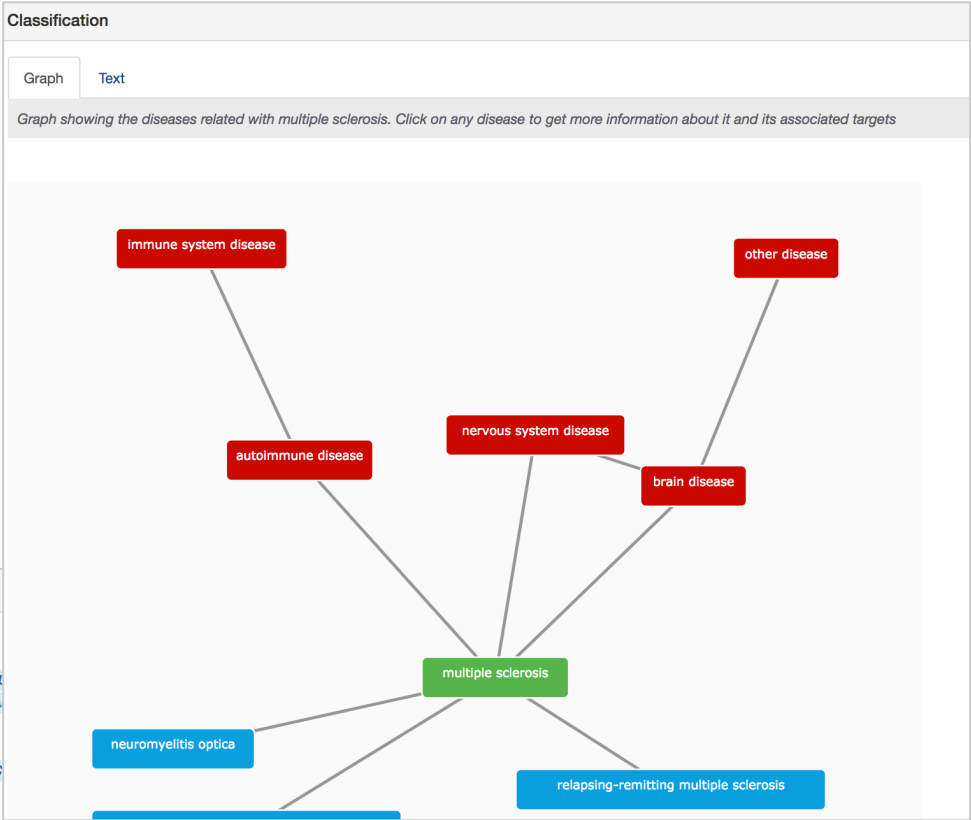 Classification
Graph
Text
Graph showing the diseases related with multiple sclerosis. Click on any disease to get more information about it and its associated targets
immune system disease
other disease
nervous system disease
autoimmune disease
brain disease
multiple sclerosis
neuromyelitis optica
relapsing-remitting multiple sclerosis